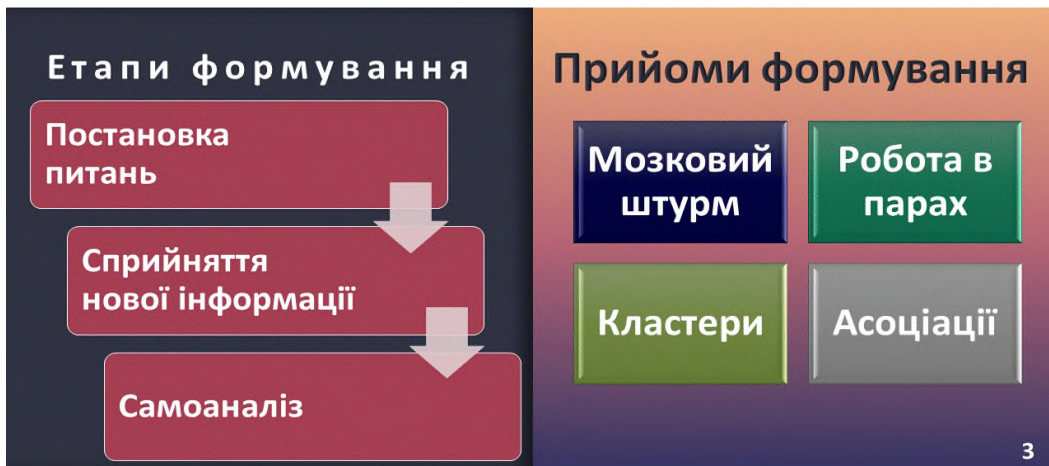 Етапи формування
Постановка
питань
Сприйняття
нової інформації
Самоаналіз
Прийоми формування
Мозковий
штурм
Робота в
парах
Кластери
Асоціації
3